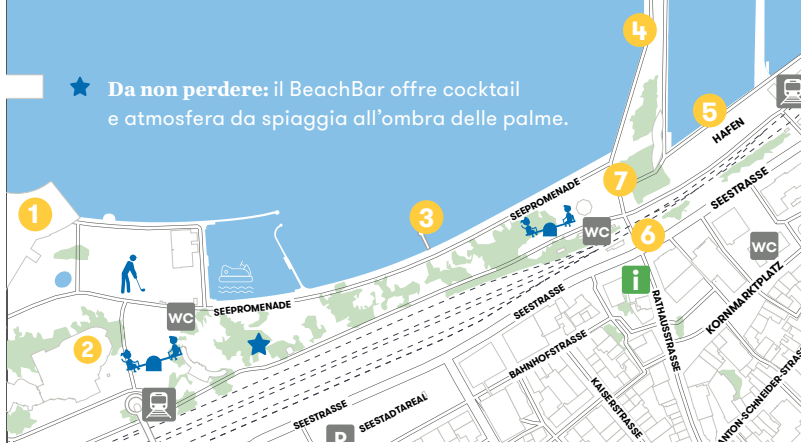 4
Da non perdere: il BeachBar offre cocktail
e atmosfera da spiaggia all'ombra delle palme.
5
HAFEN
7
SEEPROMENADE
SEESTRASSE
1
3
WC
6
WC
i
SEEPROMENADE
WC
SEESTRASSE
RATHAUSSTRASSE
KORNMARKTPLATZ
2
BAHNHOFSTRASSE
KAISERSTRASSE
ANTON-SCHNEIDER-STRAS
SEESTRASSE
SEESTADTAREAL
P